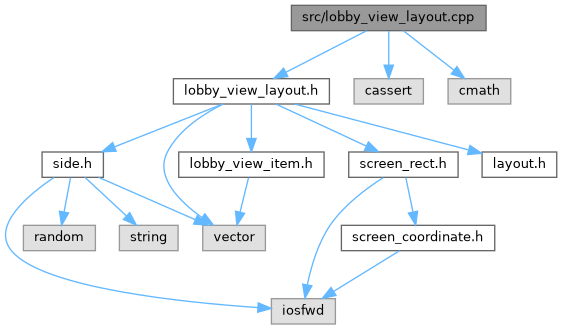 src/lobby_view_layout.cpp
lobby_view_layout.h
cassert
cmath
side.h
lobby_view_item.h
screen_rect.h
layout.h
random
string
vector
screen_coordinate.h
iosfwd